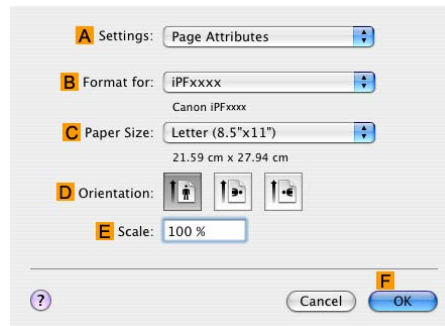 A Settings: Page Attributes
B Format for: iPFxxxx
Canon iPFxxxx
C Paper Size: Letter (8.5"x11")
21.59 cm x 27.94 cm
D Orientation:
E Scale: 100 %
F
? Cancel OK